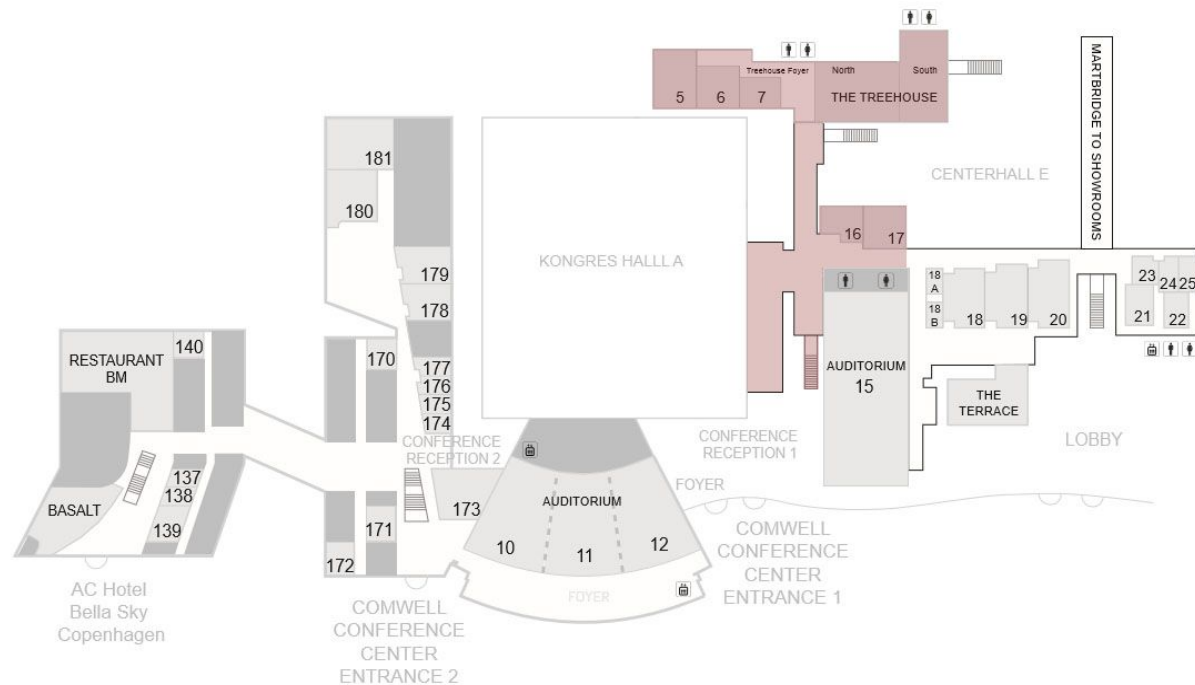 Treehouse Foyer
North
South
5
6
7
THE TREEHOUSE
MARTBRIDGE TO SHOWROOMS
181
180
179
178
177
176
175
174
KONGRES HALLL A
CENTERHALL E
16
17
18
A
18
B
18
19
20
23
24
25
21
22
RESTAURANT
BM
140
170
AUDITORIUM
15
THE
TERRACE
LOBBY
CONFERENCE
RECEPTION 2
CONFERENCE
RECEPTION 1
FOYER
137
138
139
BASALT
173
171
172
AUDITORIUM
10
11
12
FOYER
AC Hotel
Bella Sky
Copenhagen
COMWELL
CONFERENCE
CENTER
ENTRANCE 2
COMWELL
CONFERENCE
CENTER
ENTRANCE 1